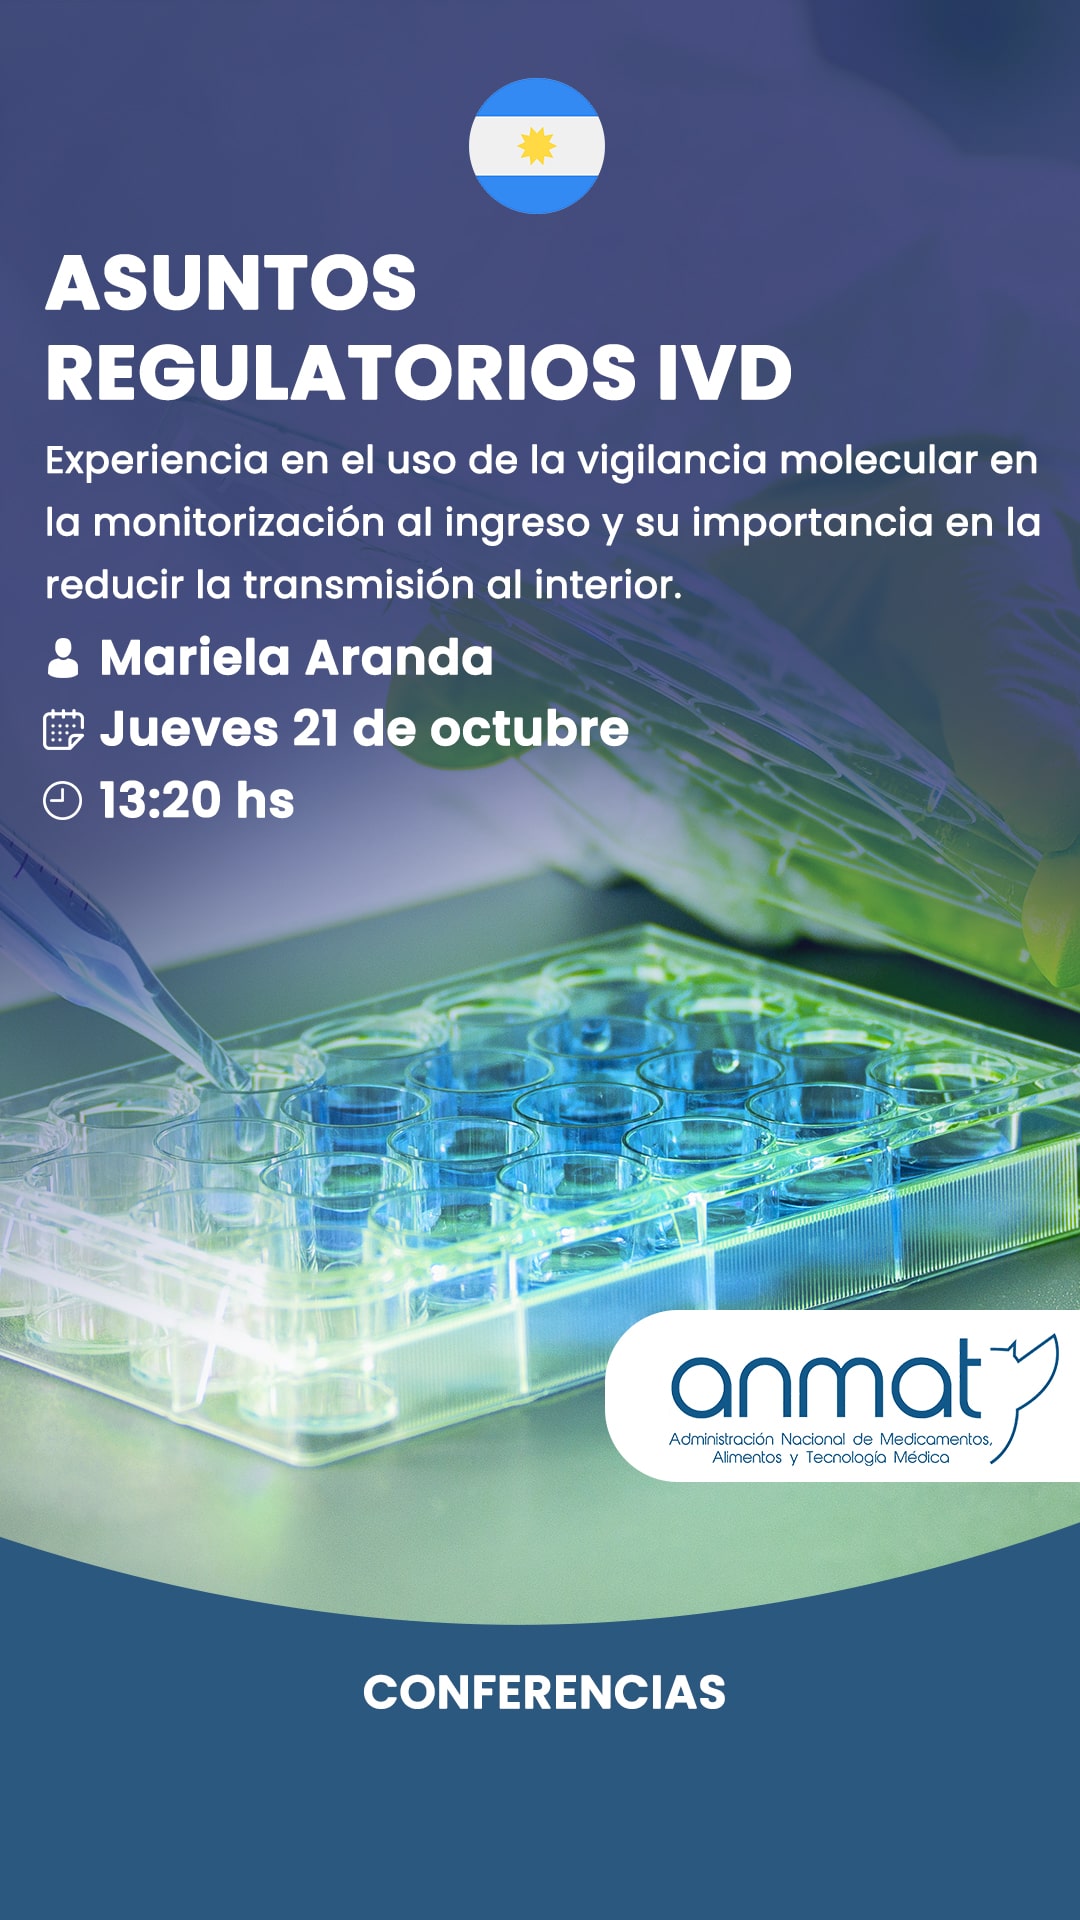 ASUNTOS
REGULATORIOS IVD
Experiencia en el uso de la vigilancia molecular en
la monitorización al ingreso y su importancia en la
reducir la transmisión al interior.
Mariela Aranda
Jueves 21 de octubre
13:20 hs
anmat
Administración Nacional de Medicamentos,
Alimentos y Tecnología Médica
CONFERENCIAS